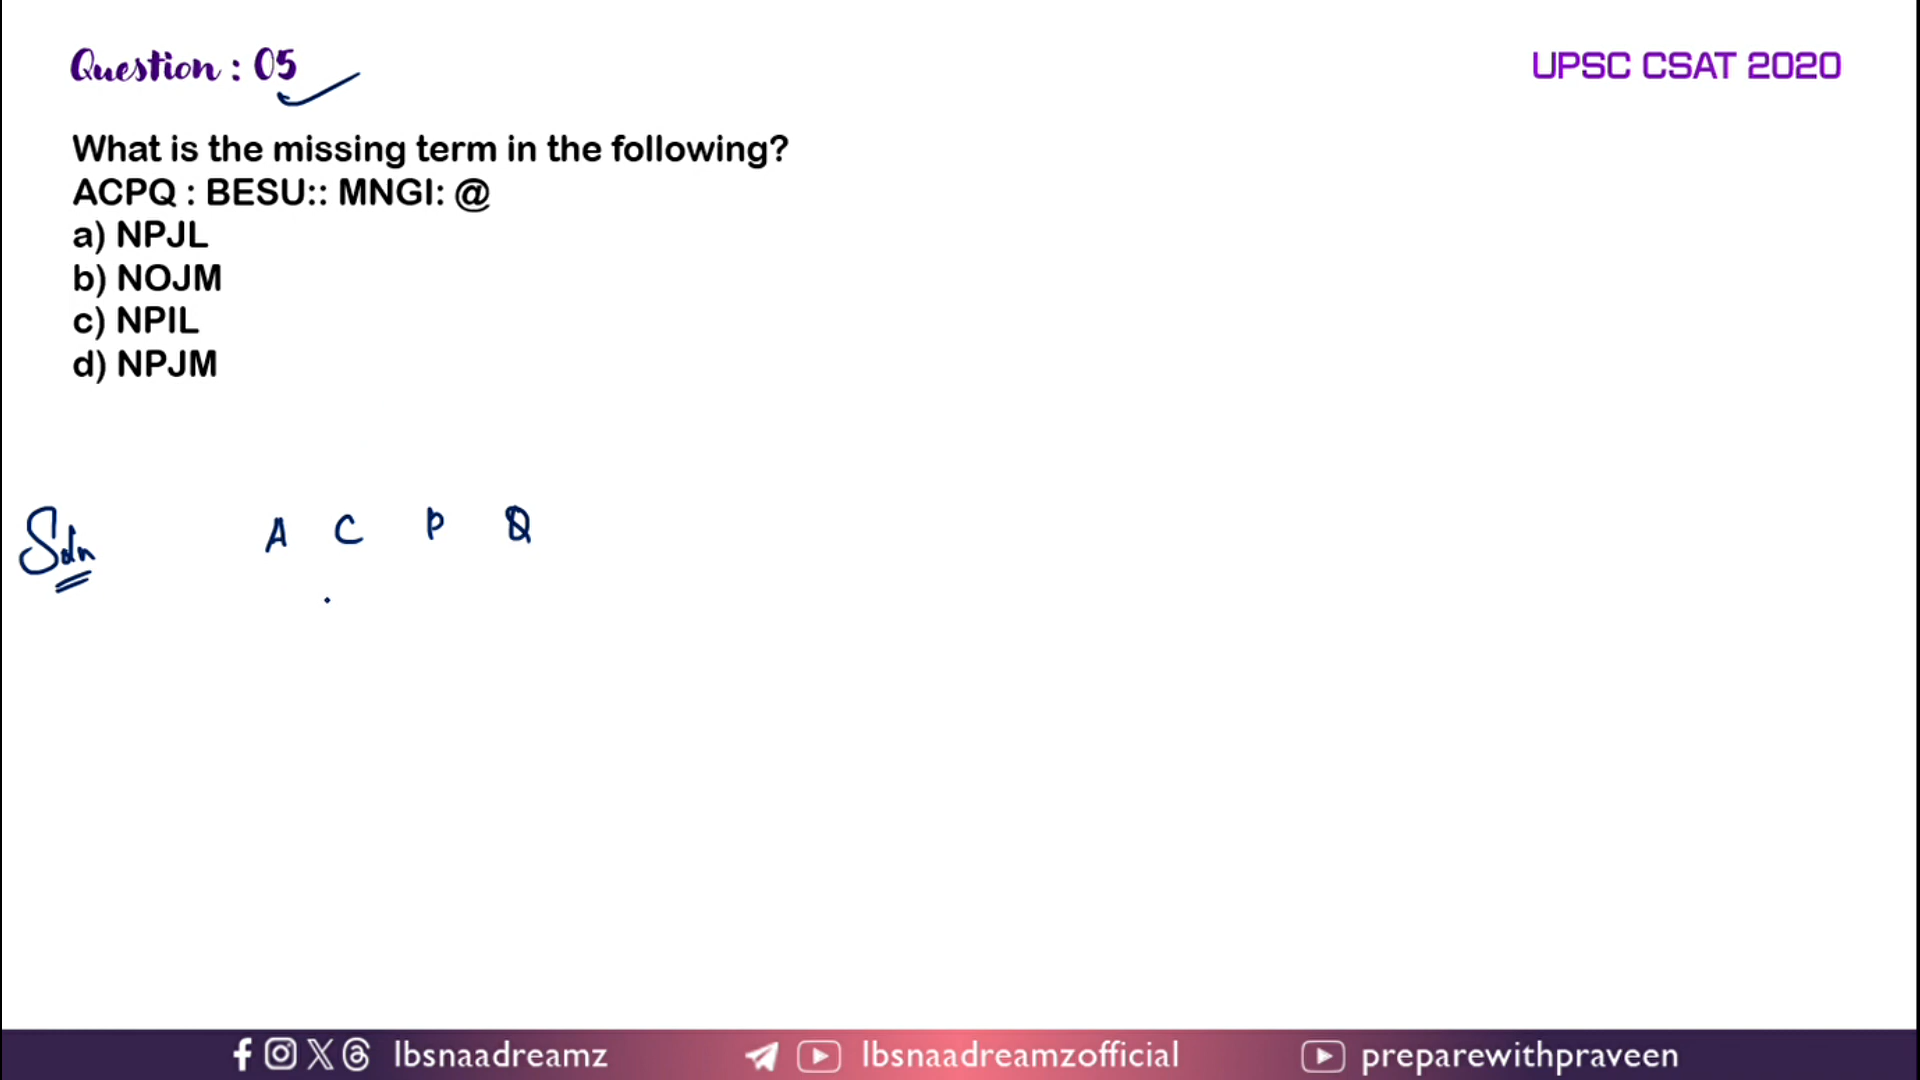 Question : 05
UPSC CSAT 2020
What is the missing term in the following?
ACPQ : BESU:: MNGI: @
a) NPJL
b) NOJM
c) NPIL
d) NPJM
Soln A C P Q
lbsnaadreamz lbsnaadreamzofficial preparewithpraveen